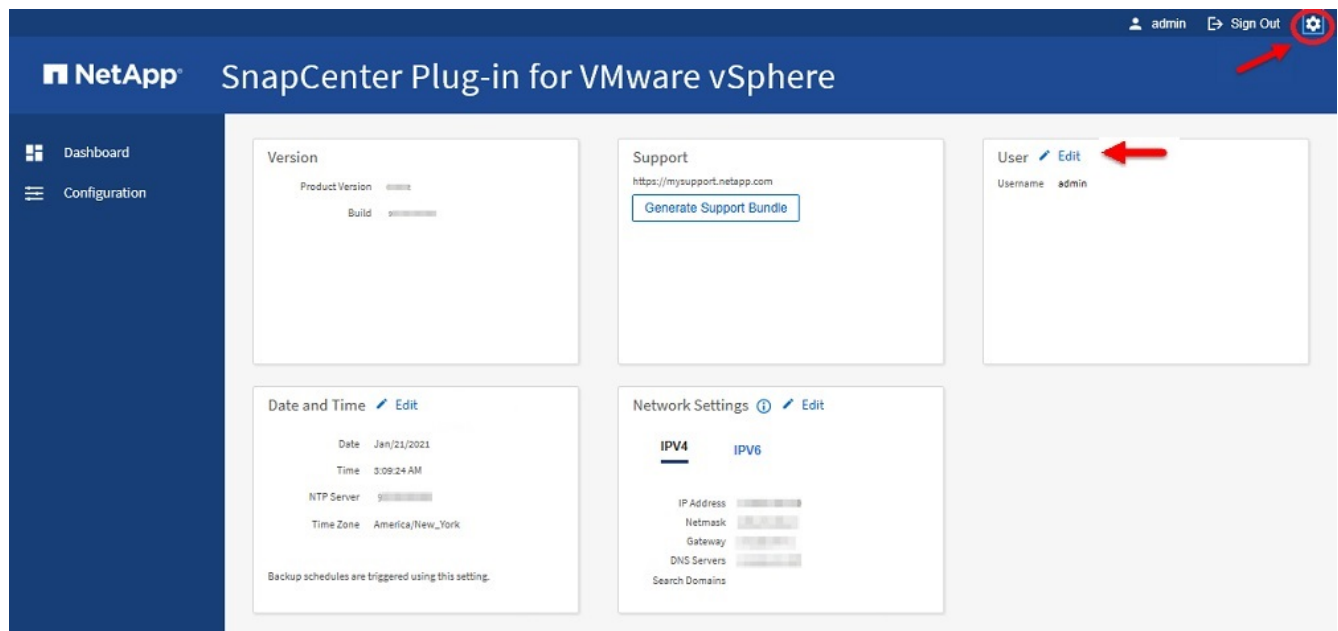 admin Sign Out
NetApp SnapCenter Plug-in for VMware vSphere
Dashboard
Configuration
Version
Product Version
Build
Support
https://mysupport.netapp.com
Generate Support Bundle
User Edit
Username admin
Date and Time Edit
Date Jan/21/2021
Time 3:09:24 AM
NTP Server
Time Zone America/New_York
Backup schedules are triggered using this setting.
Network Settings Edit
IPV4 IPV6
IP Address
Netmask
Gateway
DNS Servers
Search Domains